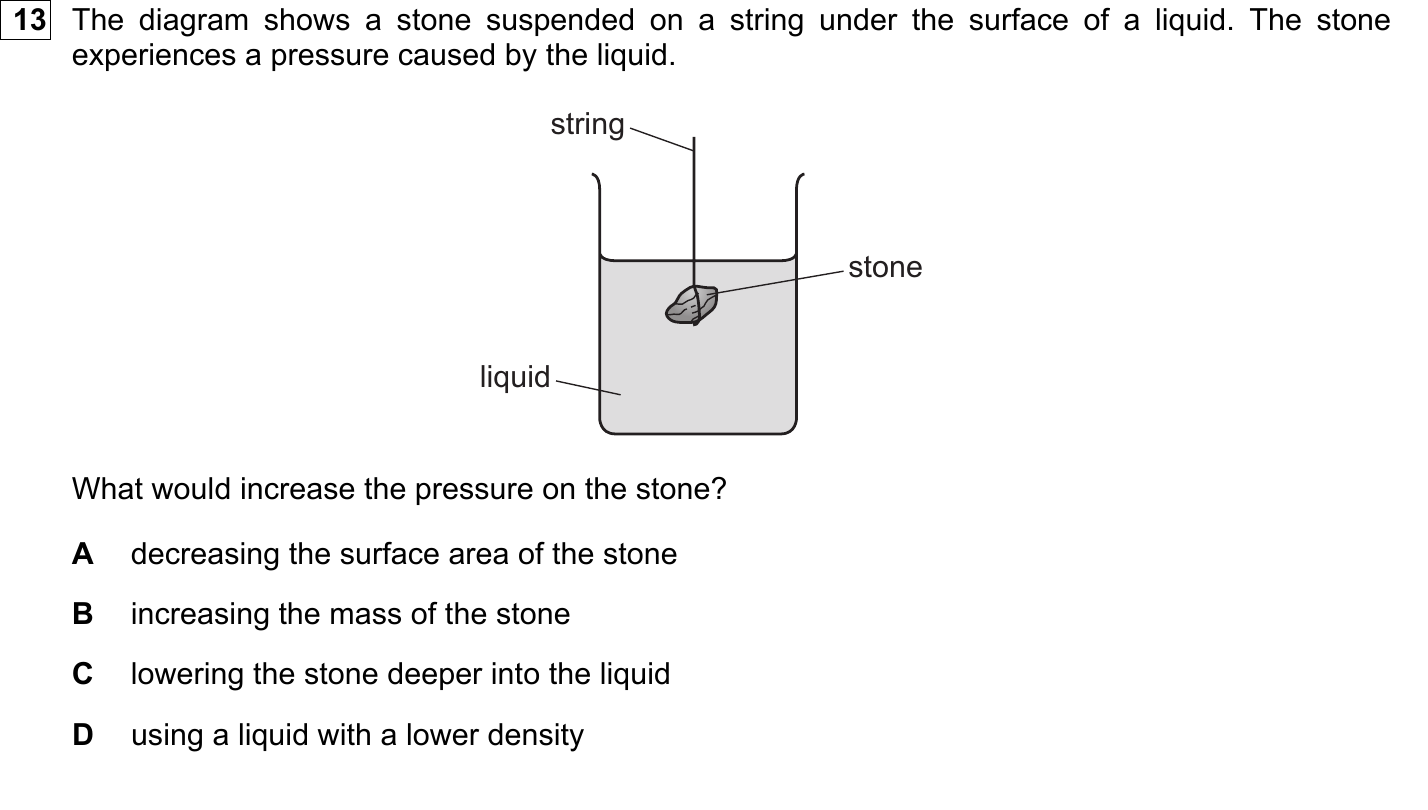 13 The diagram shows a stone suspended on a string under the surface of a liquid. The stone
experiences a pressure caused by the liquid.
string
stone
liquid
What would increase the pressure on the stone?
A decreasing the surface area of the stone
B increasing the mass of the stone
C lowering the stone deeper into the liquid
D using a liquid with a lower density